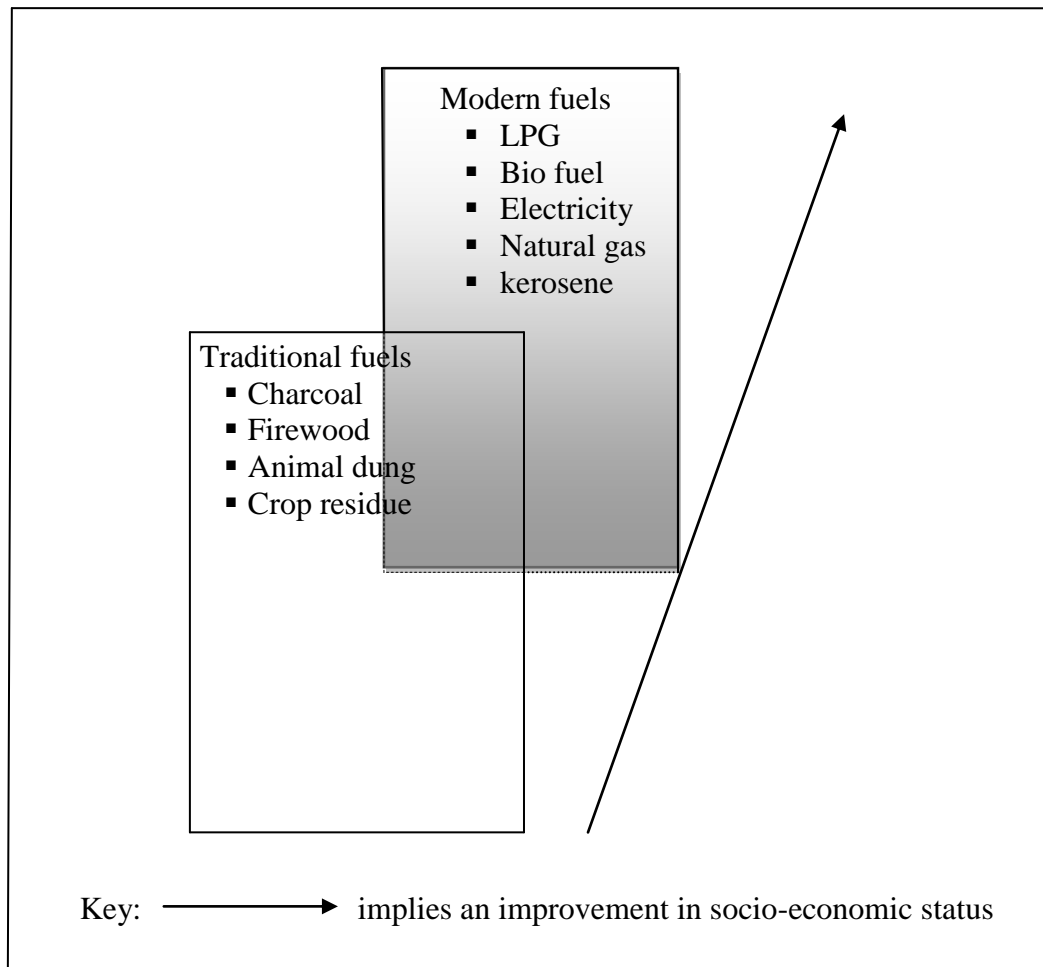 Modern fuels
▪ LPG
▪ Bio fuel
▪ Electricity
▪ Natural gas
▪ kerosene
Traditional fuels
▪ Charcoal
▪ Firewood
▪ Animal dung
▪ Crop residue
Key: implies an improvement in socio-economic status